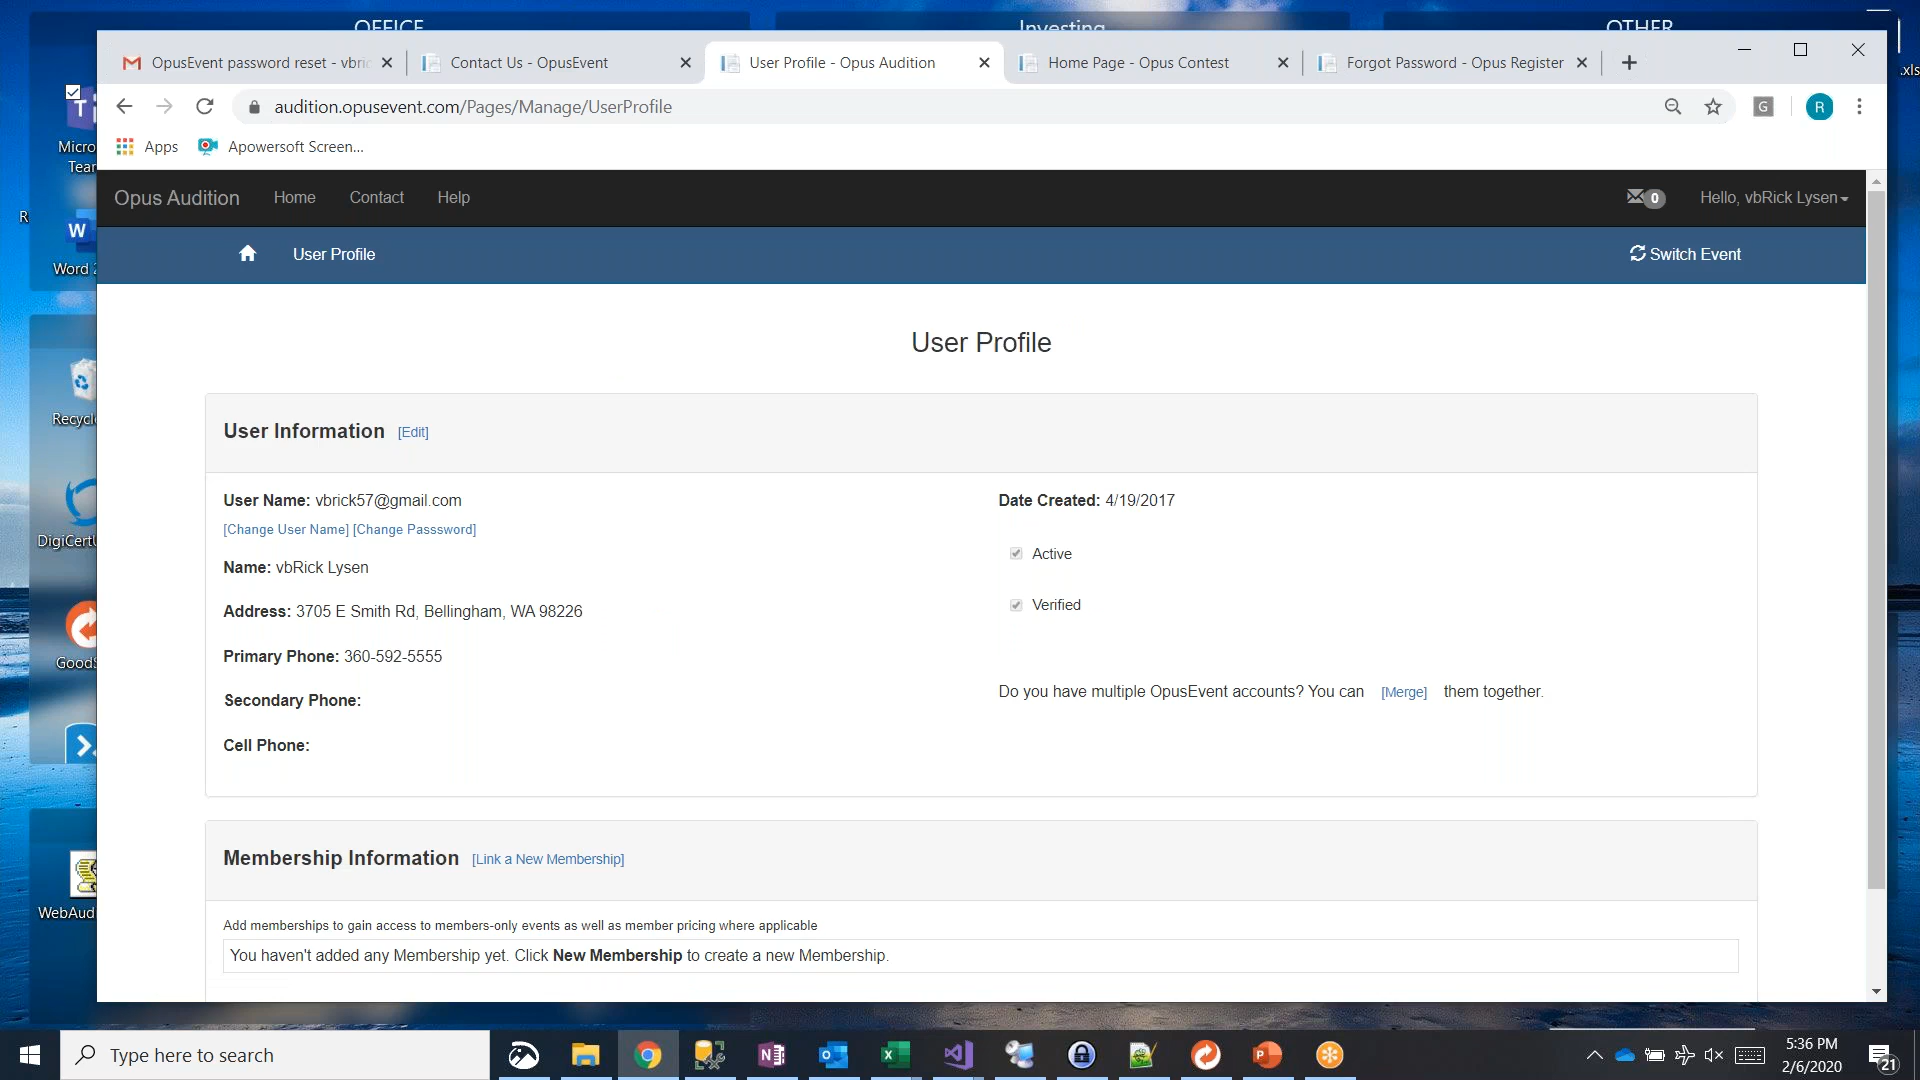 OFFICE
Investing
OTHER
OpusEvent password reset - vbric
Contact Us - OpusEvent
User Profile - Opus Audition
Home Page - Opus Contest
Forgot Password - Opus Register
.xls
audition.opusevent.com/Pages/Manage/UserProfile
G
R
Apps
Apowersoft Screen...
Micro
Tean
R
W
Word 2
Recycle
DigiCertU
GoodS
WebAudi
Opus Audition
Home
Contact
Help
0
Hello, vbRick Lysen
User Profile
Switch Event
User Profile
User Information [Edit]
User Name: vbrick57@gmail.com
Date Created: 4/19/2017
[Change User Name] [Change Passsword]
Active
Name: vbRick Lysen
Verified
Address: 3705 E Smith Rd, Bellingham, WA 98226
Primary Phone: 360-592-5555
Do you have multiple OpusEvent accounts? You can [Merge] them together.
Secondary Phone:
Cell Phone:
Membership Information [Link a New Membership]
Add memberships to gain access to members-only events as well as member pricing where applicable
You haven't added any Membership yet. Click New Membership to create a new Membership.
Type here to search
5:36 PM
2/6/2020
21